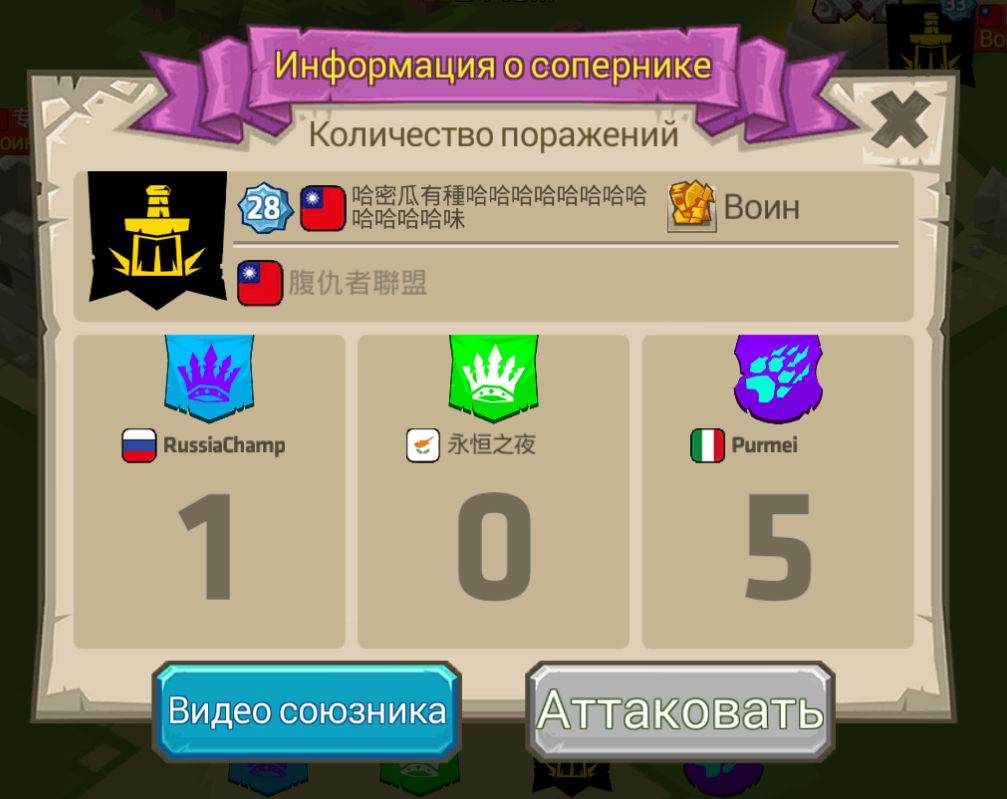 33
Информация о сопернике
Количество поражений
28
哈密瓜有種哈哈哈哈哈哈哈哈
哈哈哈哈味
Воин
腹仇者聯盟
RussiaChamp
永恒之夜
Purmei
1
0
5
Видео союзника
Аттаковать